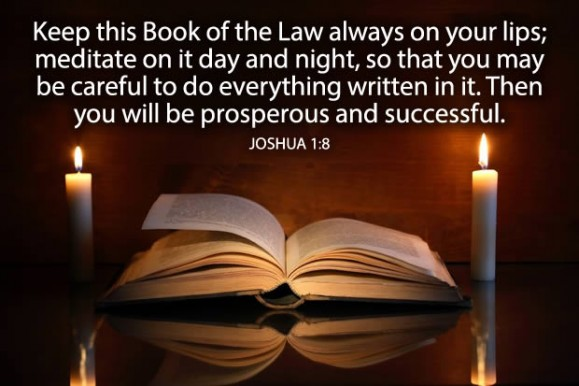 Keep this Book of the Law always on your lips;
meditate on it day and night, so that you may
be careful to do everything written in it. Then
you will be prosperous and successful.
JOSHUA 1:8